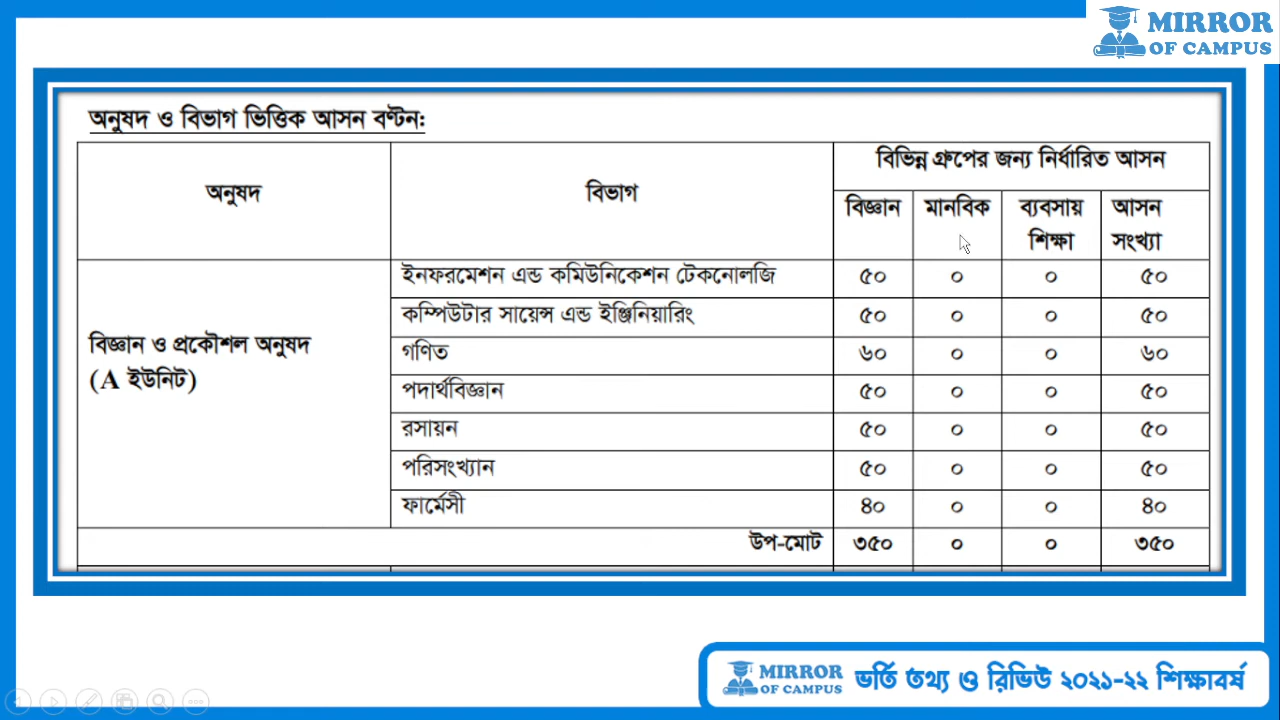 MIRROR
OF CAMPUS
অনুষদ ও বিভাগ ভিত্তিক আসন বণ্টন:
অনুষদ বিভাগ বিভিন্ন গ্রুপের জন্য নির্ধারিত আসন
বিজ্ঞান মানবিক ব্যবসায় শিক্ষা আসন সংখ্যা
বিজ্ঞান ও প্রকৌশল অনুষদ
(A ইউনিট)
ইনফরমেশন এন্ড কমিউনিকেশন টেকনোলজি ৫০ ০ ০ ৫০
কম্পিউটার সায়েন্স এন্ড ইঞ্জিনিয়ারিং ৫০ ০ ০ ৫০
গণিত ৬০ ০ ০ ৬০
পদার্থবিজ্ঞান ৫০ ০ ০ ৫০
রসায়ন ৫০ ০ ০ ৫০
পরিসংখ্যান ৫০ ০ ০ ৫০
ফার্মেসী ৪০ ০ ০ ৪০
উপ-মোট ৩৫০ ০ ০ ৩৫০
MIRROR
OF CAMPUS
ভর্তি তথ্য ও রিভিউ ২০২১-২২ শিক্ষাবর্ষ